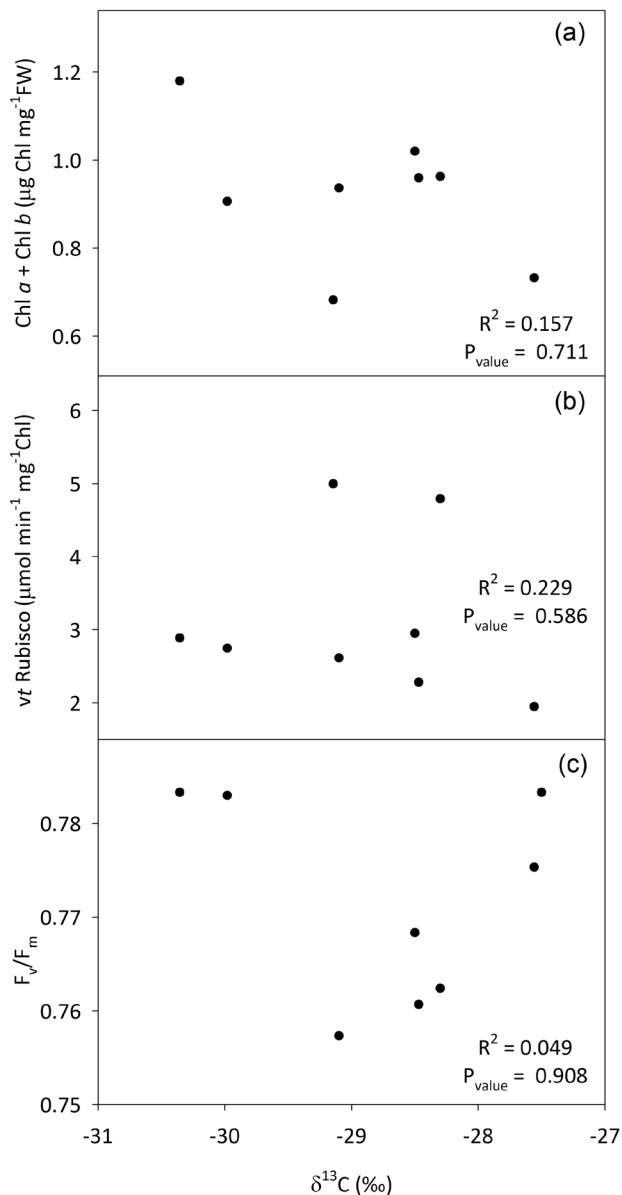 (a)
1.2
1.0
0.8
0.6
Chl a + Chl b (μg Chl mg⁻¹FW)
R² = 0.157
Pvalue = 0.711
(b)
6
5
4
3
2
vt Rubisco (μmol min⁻¹ mg⁻¹Chl)
R² = 0.229
Pvalue = 0.586
(c)
0.78
0.77
0.76
0.75
Fv/Fm
R² = 0.049
Pvalue = 0.908
-31 -30 -29 -28 -27
δ¹³C (‰)